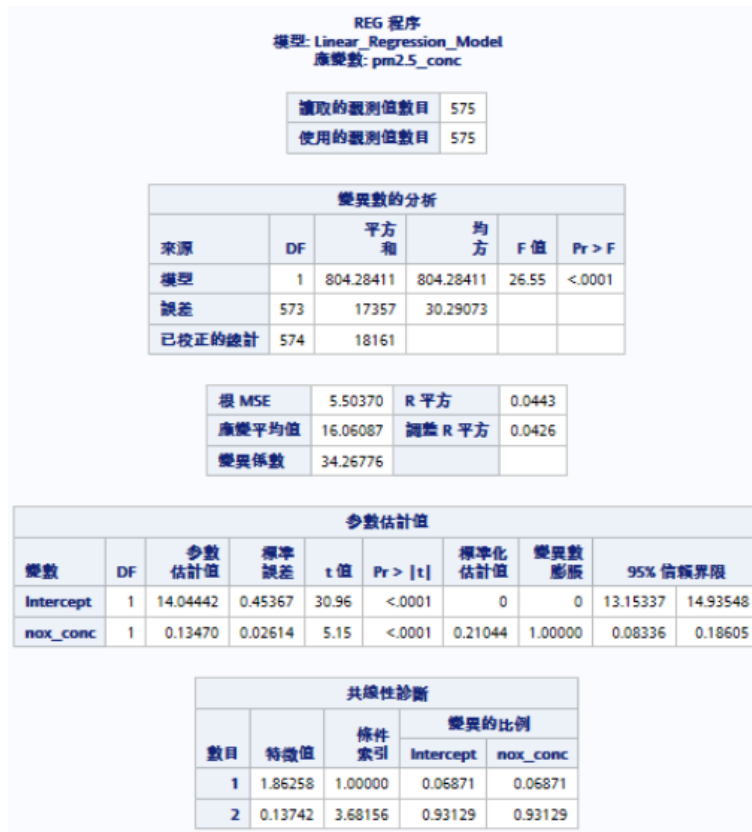 REG 程序
模型: Linear_Regression_Model
應變數: pm2.5_conc
讀取的觀測值數目 575
使用的觀測值數目 575
變異數的分析
來源 DF 平方和 均方 F 值 Pr > F
模型 1 804.28411 804.28411 26.55 <.0001
誤差 573 17357 30.29073
已校正的總計 574 18161
根 MSE 5.50370 R 平方 0.0443
應變平均值 16.06087 調整 R 平方 0.0426
變異係數 34.26776
參數估計值
變數 DF 參數估計值 標準誤差 t 值 Pr > |t| 標準化估計值 變異數膨脹 95% 信賴界限
Intercept 1 14.04442 0.45367 30.96 <.0001 0 0 13.15337 14.93548
nox_conc 1 0.13470 0.02614 5.15 <.0001 0.21044 1.00000 0.08336 0.18605
共線性診斷
數目 特徵值 條件索引 變異的比例
Intercept nox_conc
1 1.86258 1.00000 0.06871 0.06871
2 0.13742 3.68156 0.93129 0.93129